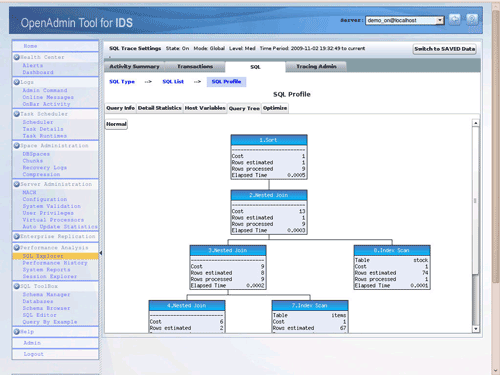 OpenAdmin Tool for IDS
Server: demo_on@localhost
Home
Health Center
Alerts
Dashboard
Logs
Admin Command
Online Messages
OnBar Activity
Task Scheduler
Scheduler
Task Details
Task Runtimes
Space Administration
DBSpaces
Chunks
Recovery Logs
Compression
Server Administration
MACH
Configuration
System Validation
User Privileges
Virtual Processors
Auto Update Statistics
Enterprise Replication
Performance Analysis
SQL Explorer
Performance History
System Reports
Session Explorer
SQL ToolBox
Schema Manager
Databases
Schema Browser
SQL Editor
Query By Example
Help
Admin
Logout
SQL Trace Settings State: On Mode: Global Level: Med Time Period: 2009-11-02 19:32:49 to current
Switch to SAVED Data
Activity Summary Transactions SQL Tracing Admin
SQL Type --> SQL List --> SQL Profile
SQL Profile
Query Info Detail Statistics Host Variables Query Tree Optimize
Normal
1.Sort
Cost 1
Rows estimated 1
Rows processed 9
Elapsed Time 0.0005
2.Nested Join
Cost 13
Rows estimated 1
Rows processed 9
Elapsed Time 0.0003
3.Nested Join
Cost 9
Rows estimated 8
Rows processed 9
Elapsed Time 0.0002
8.Index Scan
Table stock
Cost 1
Rows estimated 74
Rows processed 1
Elapsed Time 0.0001
4.Nested Join
Cost 6
Rows estimated 2
7.Index Scan
Table items
Cost 1
Rows estimated 67